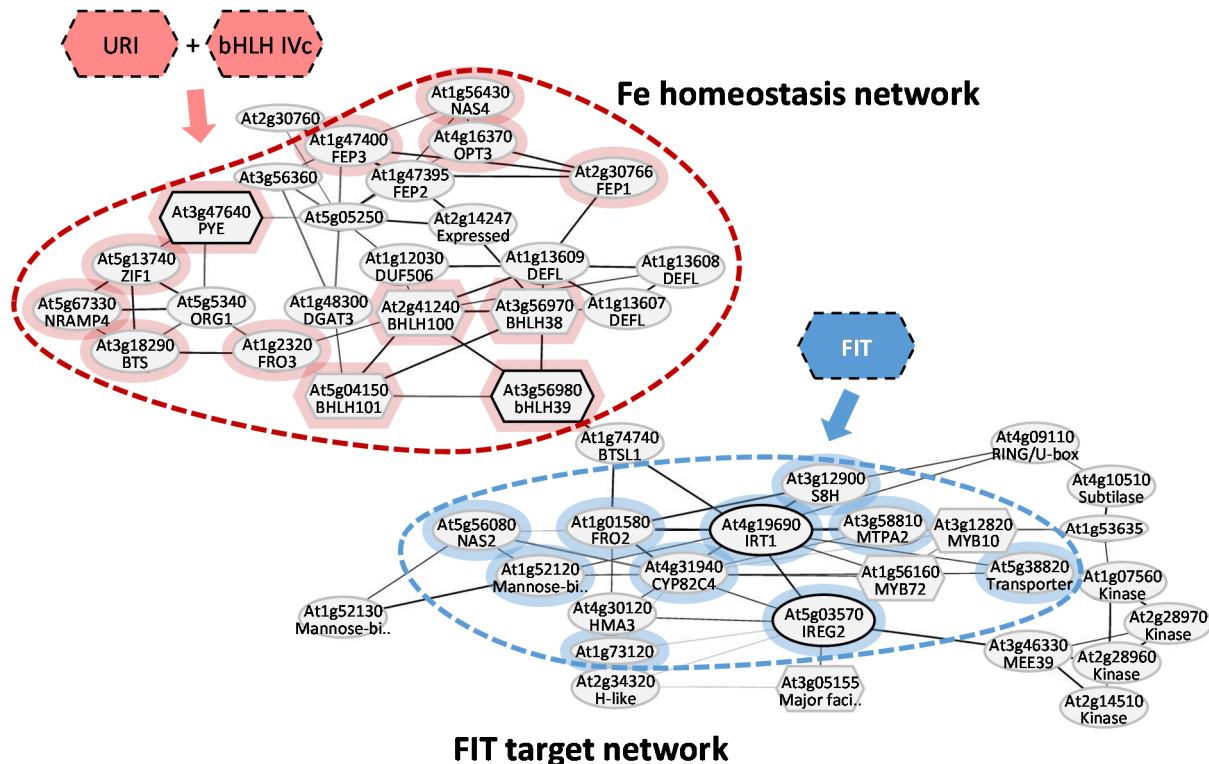 URI
+
bHLH IVc
Fe homeostasis network
At1g56430
NAS4
At2g30760
At1g47400
FEP3
At4g16370
OPT3
At3g56360
At1g47395
FEP2
At2g30766
FEP1
At3g47640
PYE
At5g05250
At2g14247
Expressed
At5g13740
ZIF1
At1g12030
DUF506
At1g13609
DEFL
At1g13608
DEFL
At5g67330
NRAMP4
At5g5340
ORG1
At1g48300
DGAT3
At2g41240
BHLH100
At3g56970
BHLH38
At1g13607
DEFL
At3g18290
BTS
At1g2320
FRO3
FIT
At5g04150
BHLH101
At3g56980
bHLH39
At1g74740
BTSL1
At4g09110
RING/U-box
At3g12900
S8H
At4g10510
Subtilase
At5g56080
NAS2
At1g01580
FRO2
At4g19690
IRT1
At3g58810
MTPA2
At3g12820
MYB10
At1g53635
At1g52120
Mannose-bi..
At4g31940
CYP82C4
At1g56160
MYB72
At5g38820
Transporter
At1g07560
Kinase
At1g52130
Mannose-bi..
At4g30120
HMA3
At5g03570
IREG2
At2g28970
Kinase
At1g73120
At3g46330
MEE39
At2g28960
Kinase
At2g34320
H-like
At3g05155
Major faci..
At2g14510
Kinase
FIT target network